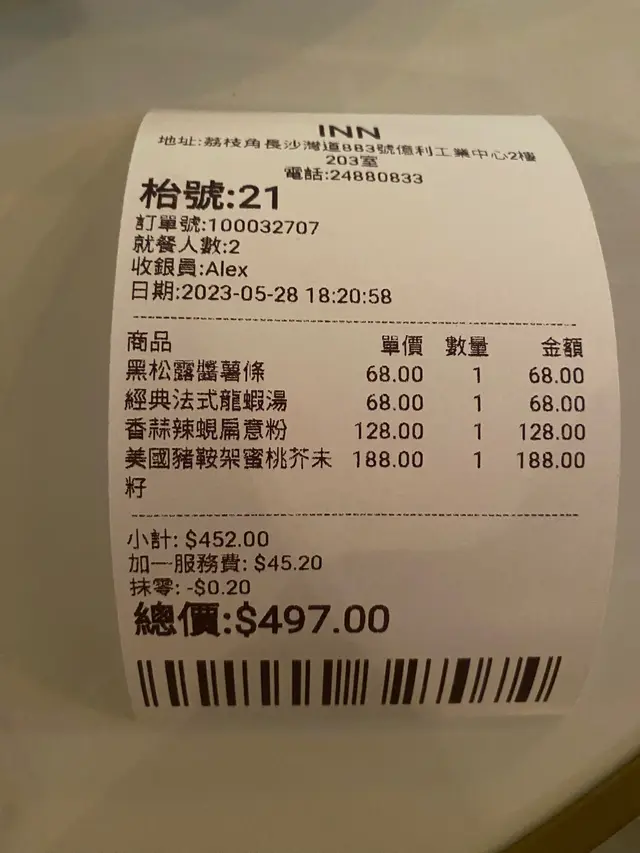 INN
地址:荔枝角長沙灣道883號億利工業中心2樓
203室
電話:24880833
枱號:21
訂單號:100032707
就餐人數:2
收銀員:Alex
日期:2023-05-28 18:20:58
商品 單價 數量 金額
黑松露醬薯條 68.00 1 68.00
經典法式龍蝦湯 68.00 1 68.00
香蒜辣蜆扁意粉 128.00 1 128.00
美國豬鞍架蜜桃芥末 188.00 1 188.00
籽
小計: $452.00
加一服務費: $45.20
抹零: -$0.20
總價:$497.00